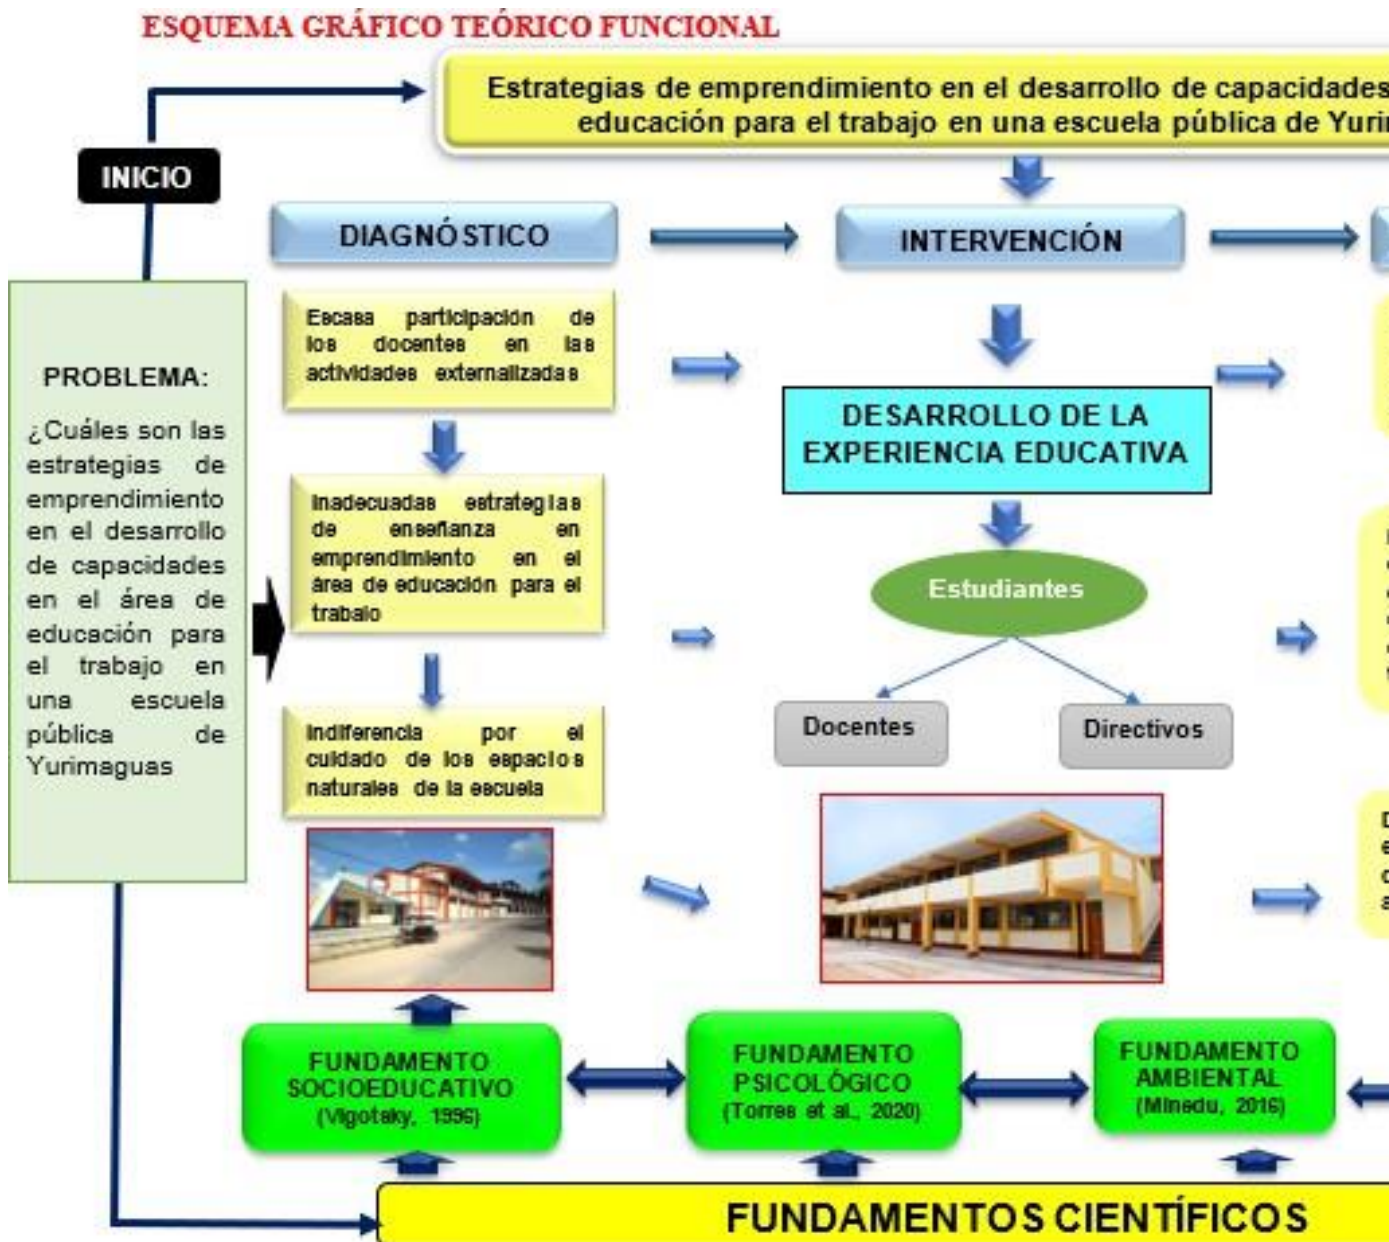 ESQUEMA GRÁFICO TEÓRICO FUNCIONAL
Estrategias de emprendimiento en el desarrollo de capacidades
educación para el trabajo en una escuela pública de
INICIO
DIAGNÓSTICO
INTERVENCIÓN
PROBLEMA:
¿Cuáles son las
estrategias de
emprendimiento
en el desarrollo
de capacidades
en el área de
educación para
el trabajo en
una escuela
pública de
Yurimaguas
Escasa participación de
los docentes en las
actividades externalizadas
Inadecuadas estrategias
de enseñanza en
emprendimiento en el
área de educación para el
trabalo
Indiferencia por el
cuidado de los espacios
naturales de la escuela
DESARROLLO DE LA
EXPERIENCIA EDUCATIVA
Estudiantes
Docentes
Directivos
FUNDAMENTO
SOCIOEDUCATIVO
(Vigotsky, 1996)
FUNDAMENTO
PSICOLÓGICO
(Torres et al., 2020)
FUNDAMENTO
AMBIENTAL
(Minedu, 2016)
FUNDAMENTOS CIENTÍFICOS